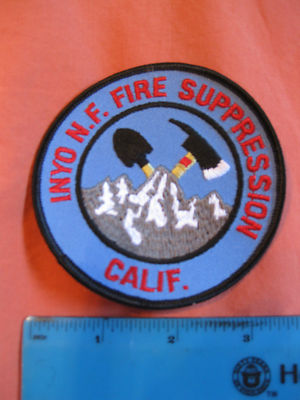 INYO N.F. FIRE SUPPRESSION
CALIF.
1 2 3
H